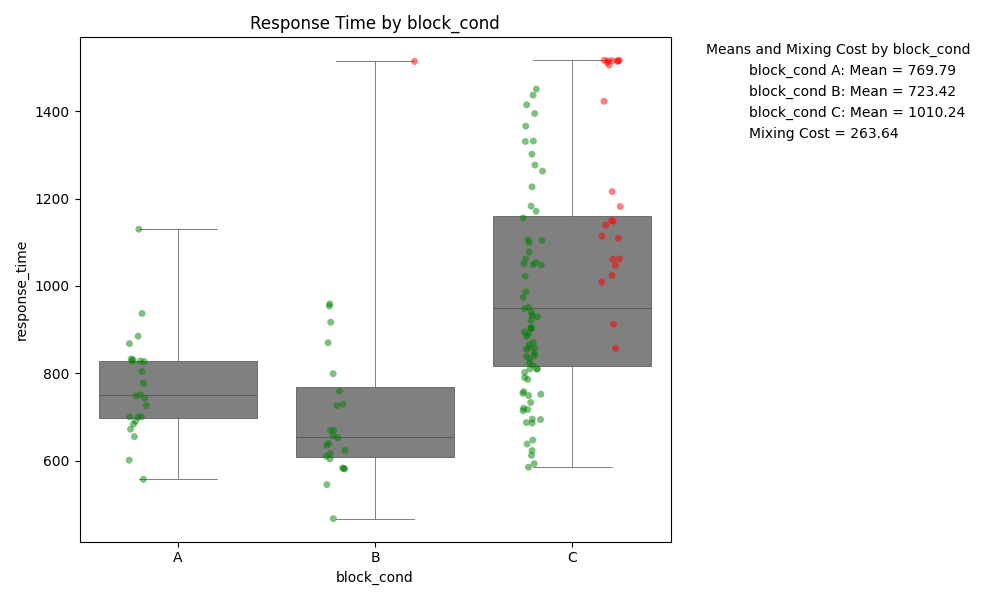 Response Time by block_cond
Means and Mixing Cost by block_cond
block_cond A: Mean = 769.79
block_cond B: Mean = 723.42
block_cond C: Mean = 1010.24
Mixing Cost = 263.64
response_time
1400
1200
1000
800
600
A
B
C
block_cond